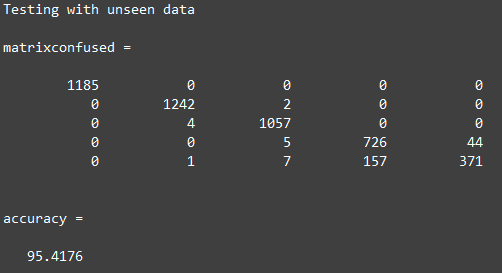 Testing with unseen data
matrixconfused =
1185 0 0 0 0
0 1242 2 0 0
0 4 1057 0 0
0 0 5 726 44
0 1 7 157 371
accuracy =
95.4176